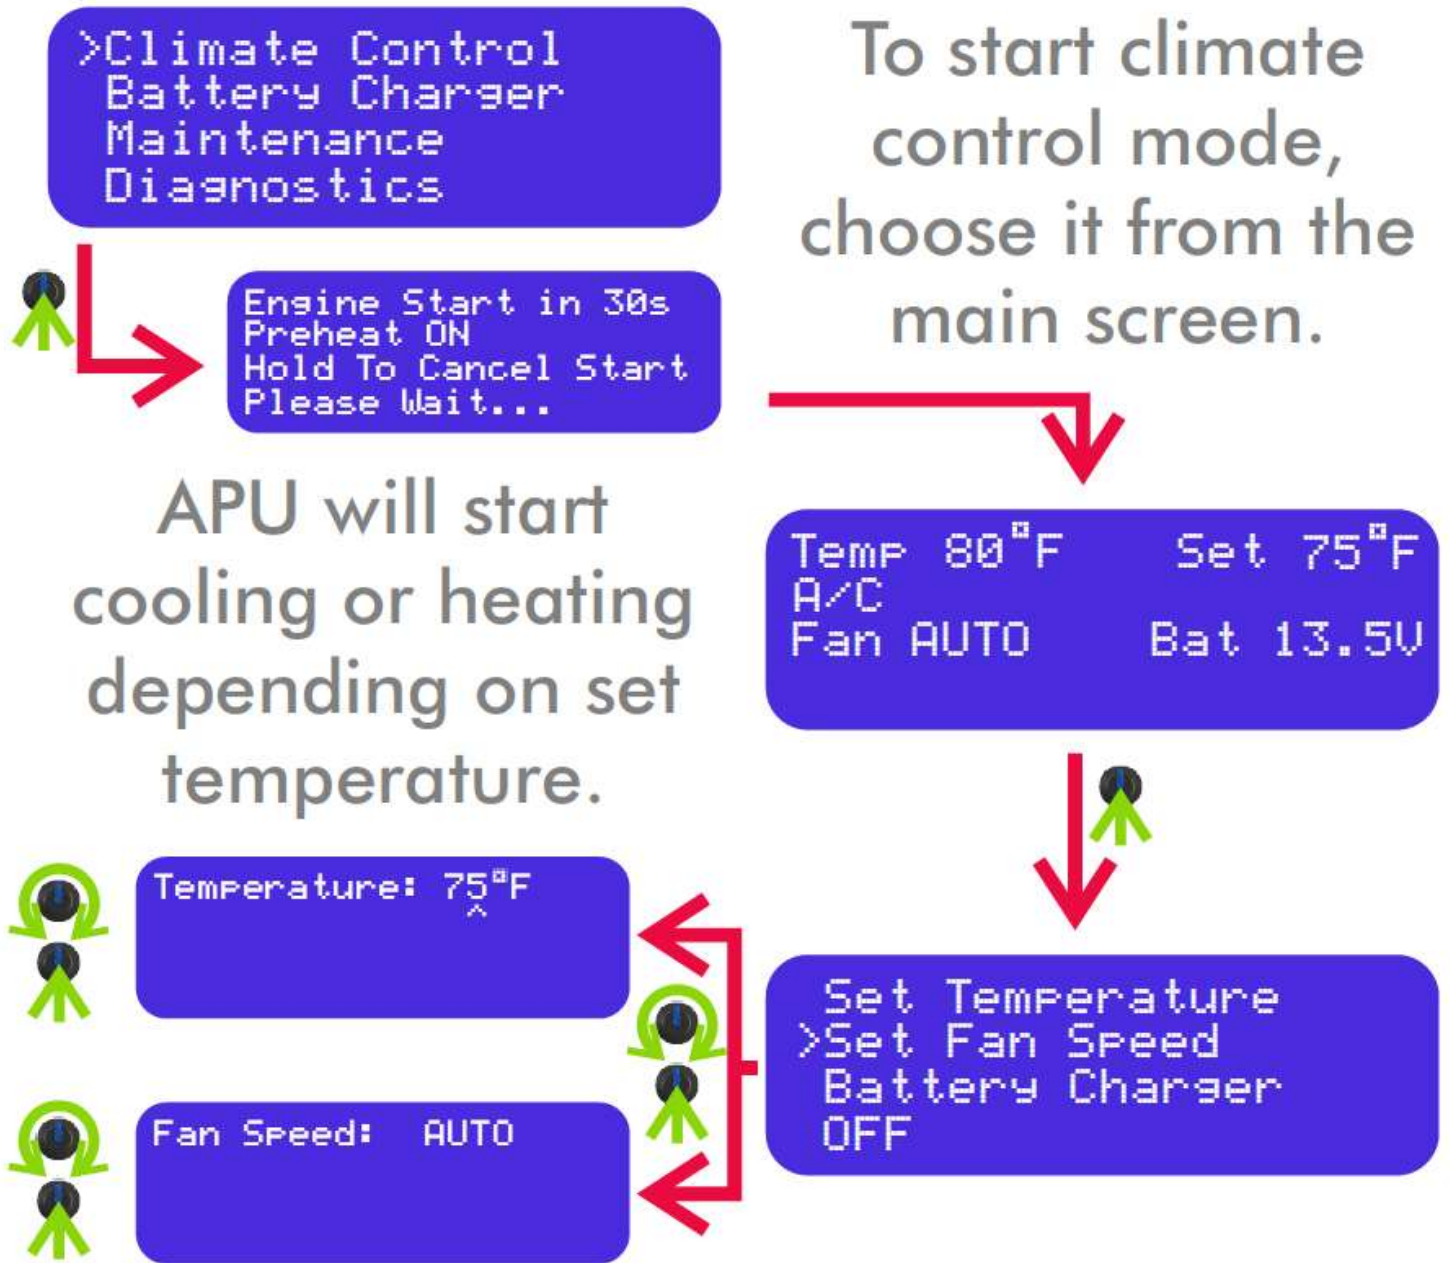 >Climate Control
Battery Charger
Maintenance
Diagnostics
To start climate
control mode,
choose it from the
main screen.
Engine Start in 30s
Preheat ON
Hold To Cancel Start
Please Wait...
APU will start
cooling or heating
depending on set
temperature.
Temp 80°F Set 75°F
A/C
Fan AUTO Bat 13.5V
Temperature: 75°F
^
Set Temperature
>Set Fan Speed
Battery Charger
OFF
Fan Speed: AUTO